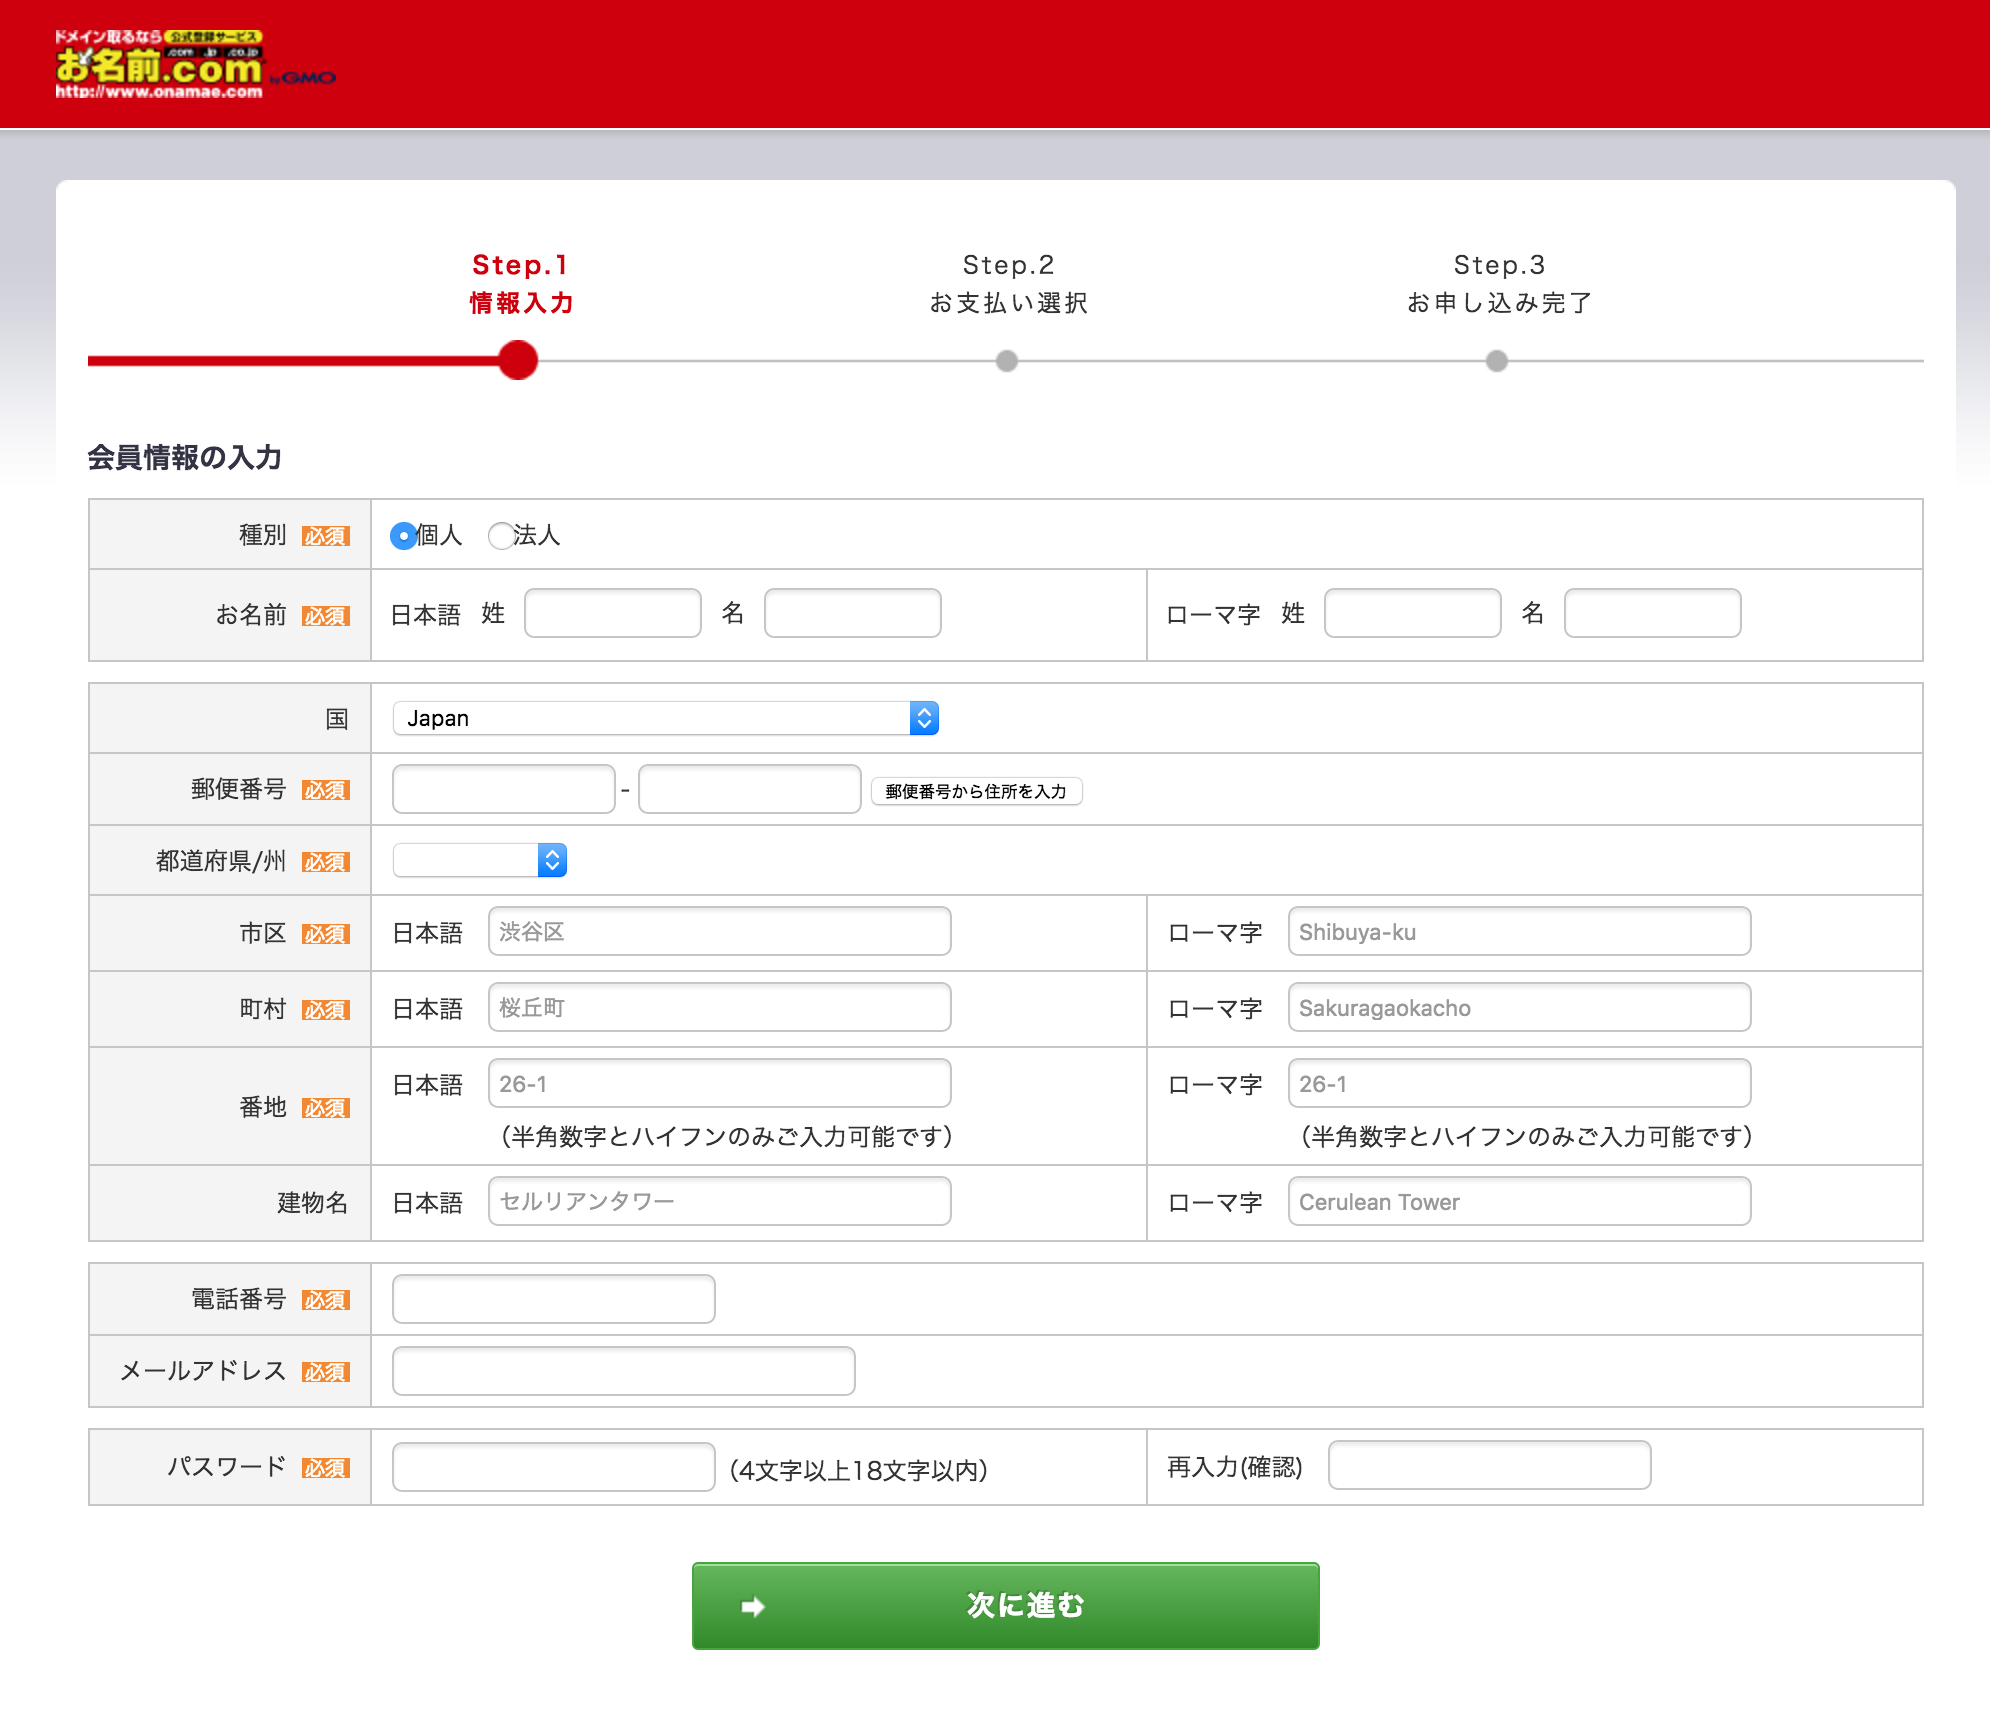 ドメイン取るなら 公式登録サービス
.com .jp .co.jp
お名前.com by GMO
http://www.onamae.com
Step.1 Step.2 Step.3
情報入力 お支払い選択 お申し込み完了
会員情報の入力
種別 必須 個人 法人
お名前 必須 日本語 姓 名 ローマ字 姓 名
国 Japan
郵便番号 必須 - 郵便番号から住所を入力
都道府県/州 必須
市区 必須 日本語 渋谷区 ローマ字 Shibuya-ku
町村 必須 日本語 桜丘町 ローマ字 Sakuragaokacho
番地 必須 日本語 26-1 ローマ字 26-1
（半角数字とハイフンのみご入力可能です） （半角数字とハイフンのみご入力可能です）
建物名 日本語 セルリアンタワー ローマ字 Cerulean Tower
電話番号 必須
メールアドレス 必須
パスワード 必須 （4文字以上18文字以内） 再入力(確認)
次に進む